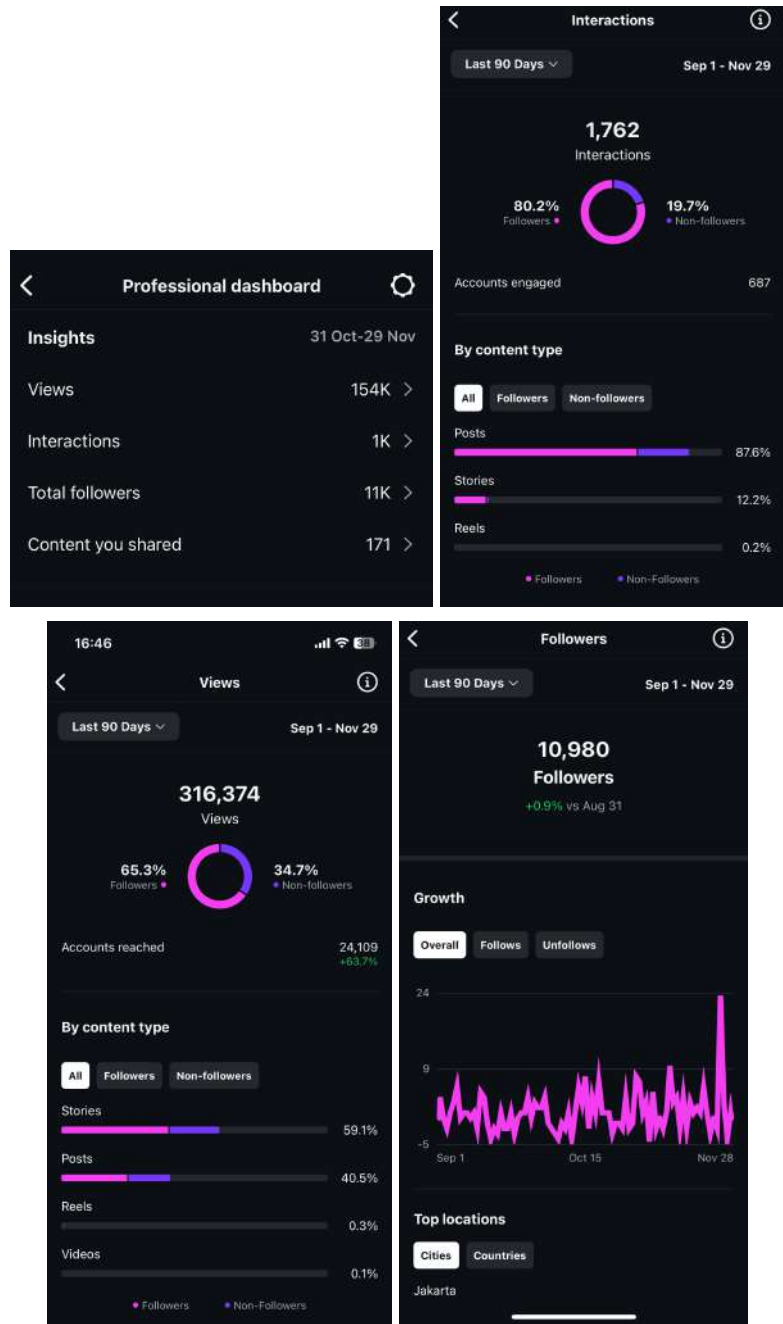 Professional dashboard
Insights 31 Oct-29 Nov
Views 154K
Interactions 1K
Total followers 11K
Content you shared 171
Interactions
Last 90 Days Sep 1 - Nov 29
1,762
Interactions
80.2% 19.7%
Followers Non-followers
Accounts engaged 687
By content type
All Followers Non-followers
Posts
87.6%
Stories
12.2%
Reels
0.2%
Followers Non-Followers
16:46 38
Views
Last 90 Days Sep 1 - Nov 29
316,374
Views
65.3% 34.7%
Followers Non-followers
Accounts reached 24,109
+63.7%
By content type
All Followers Non-followers
Stories
59.1%
Posts
40.5%
Reels
0.3%
Videos
0.1%
Followers Non-Followers
Followers
Last 90 Days Sep 1 - Nov 29
10,980
Followers
+0.9% vs Aug 31
Growth
Overall Follows Unfollows
24
9
-5
Sep 1 Oct 15 Nov 28
Top locations
Cities Countries
Jakarta